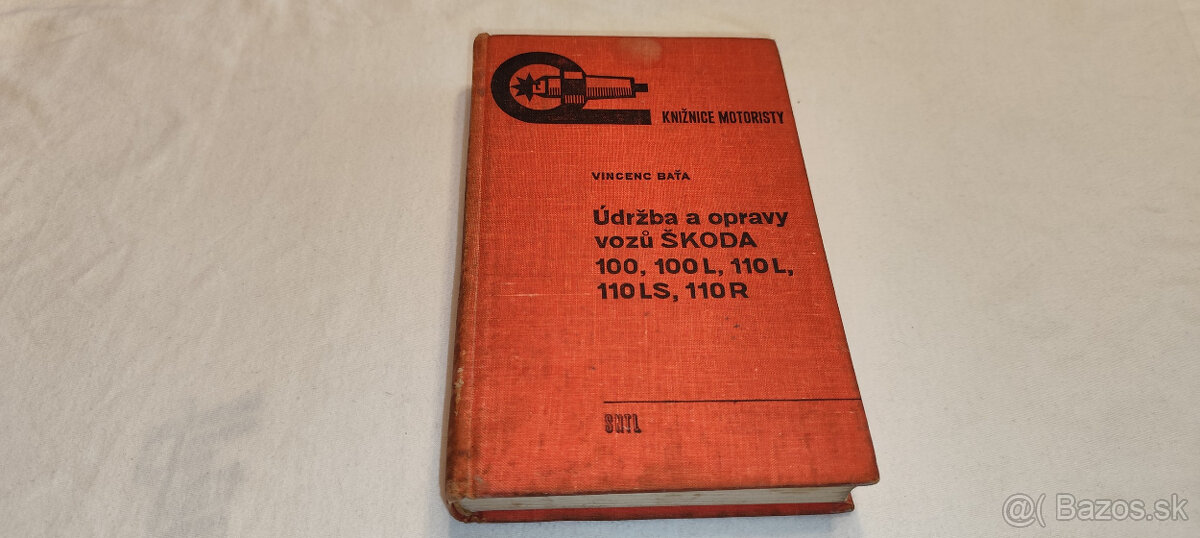 KNIŽNICE MOTORISTY
VINCENC BAŤA
Údržba a opravy
vozů ŠKODA
100, 100 L, 110 L,
110 LS, 110 R
SNTL
@( Bazos.sk